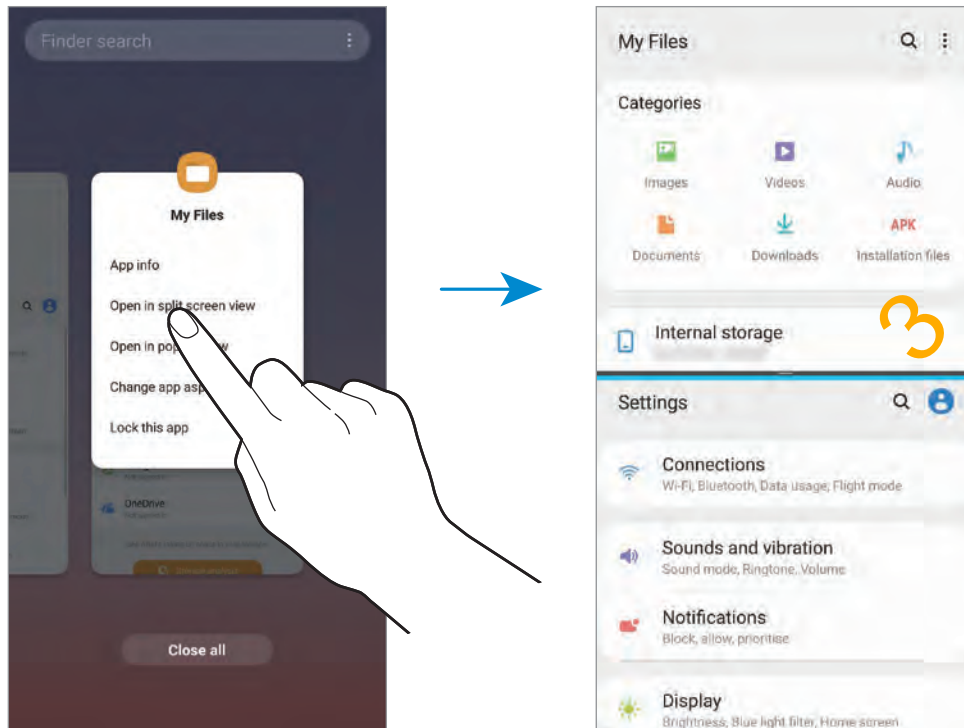 Finder search
My Files
App info
Open in split screen view
Open in pop
w
Change app asp
Lock this app
OneDrive
Close all
My Files
Categories
Images
Videos
Audio
APK
Documents
Downloads
Installation files
Internal storage
3
Settings
Connections
Wi-Fi, Bluetooth, Data usage, Flight mode
Sounds and vibration
Sound mode, Ringtone, Volume
Notifications
Block, allow, prioritise
Display
Brightness, Blue light filter, Home screen